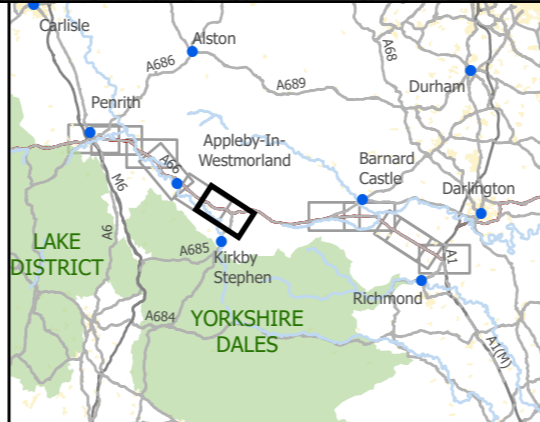 Carlisle
Alston
A68
A686
A689
Durham
Penrith
Appleby-In-
Westmorland
A66
Barnard
Castle
Darlington
M6
A6
LAKE
DISTRICT
A685
Kirkby
Stephen
A1
Richmond
A684
YORKSHIRE
DALES
A1(M)